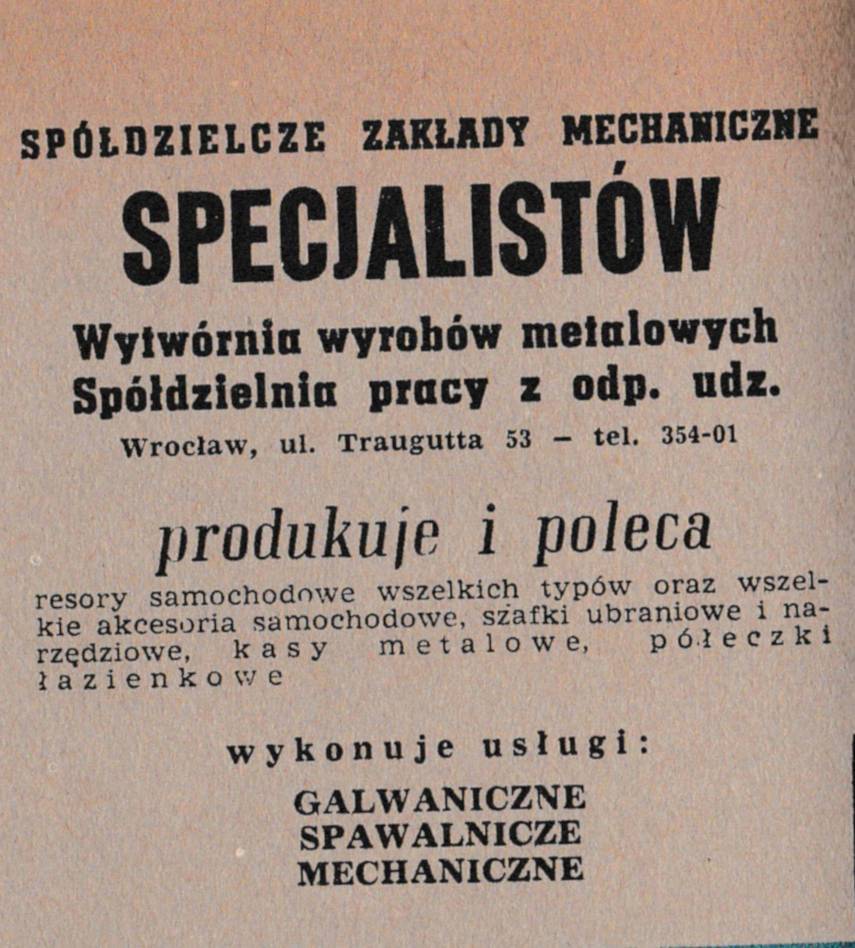 SPÓŁDZIELCZE ZAKŁADY MECHANICZNE
SPECJALISTÓW
Wytwórnia wyrobów metalowych
Spółdzielnia pracy z odp. udz.
Wrocław, ul. Traugutta 53 – tel. 354-01
produkuje i poleca
resory samochodowe wszelkich typów oraz wszel-
kie akcesoria samochodowe, szafki ubraniowe i na-
rzędziowe, kasy metalowe, półeczki
łazienkowe
wykonuje usługi:
GALWANICZNE
SPAWALNICZE
MECHANICZNE